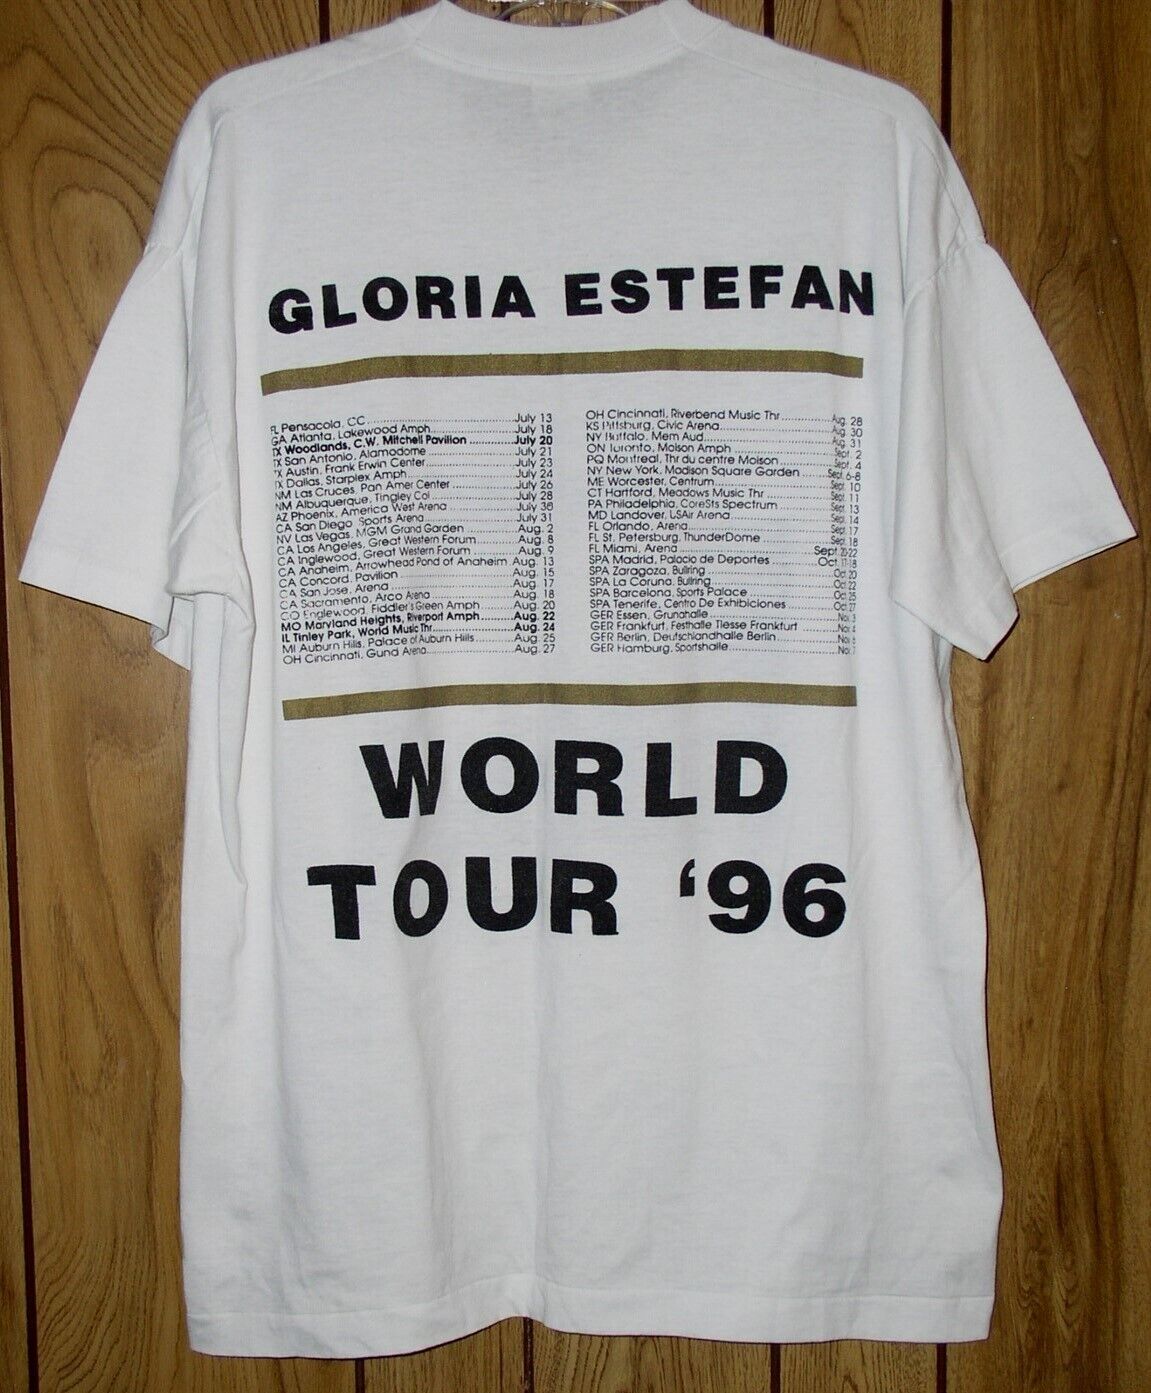 GLORIA ESTEFAN
FL Pensacola, CC........July 13
GA Atlanta, Lakewood Amph........July 18
TX Woodlands, C.W. Mitchell Pavilion........July 20
TX San Antonio, Alamodome........July 21
TX Austin, Frank Erwin Center........July 23
TX Dallas, Starplex Amph........July 24
NM Las Cruces, Pan Amer Center........July 26
NM Albuquerque, Tingley Col........July 28
AZ Phoenix, America West Arena........July 30
CA San Diego, Sports Arena........July 31
NV Las Vegas, MGM Grand Garden........Aug. 2
CA Los Angeles, Great Western Forum........Aug. 8
CA Inglewood, Great Western Forum........Aug. 9
CA Anaheim, Arrowhead Pond of Anaheim Aug. 13
CA Concord, Pavilion........Aug. 15
CA San Jose, Arena........Aug. 17
CA Sacramento, Arco Arena........Aug. 18
CO Englewood, Fiddler's Green Amph........Aug. 20
MO Maryland Heights, Riverport Amph........Aug. 22
IL Tinley Park, World Music Thr........Aug. 24
MI Auburn Hills, Palace of Auburn Hills........Aug. 25
OH Cincinnati, Gund Arena........Aug. 27
OH Cincinnati, Riverbend Music Thr........Aug. 28
KS Pittsburg, Civic Arena........Aug. 30
NY Buffalo, Mem Aud........Aug. 31
ON Toronto, Molson Amph........Sept. 2
PQ Montreal, Thr du centre Molson........Sept. 4
NY New York, Madison Square Garden........Sept. 6-8
ME Worcester, Centrum........Sept. 10
CT Hartford, Meadows Music Thr........Sept. 11
PA Philadelphia, CoreSts Spectrum........Sept. 13
MD Landover, USAir Arena........Sept. 14
FL Orlando, Arena........Sept. 17
FL St. Petersburg, ThunderDome........Sept. 18
FL Miami, Arena........Sept. 20-22
SPA Madrid, Palacio de Deportes........Oct. 17-18
SPA Zaragoza, Bullring........Oct. 20
SPA La Coruna, Bullring........Oct. 22
SPA Barcelona, Sports Palace........Oct. 25
SPA Tenerife, Centro De Exhibiciones........Oct. 27
GER Essen, Grunahalle........Nov. 3
GER Frankfurt, Festhalle Tiesse Frankfurt........Nov. 4
GER Berlin, Deutschlandhalle Berlin........Nov.
GER Hamburg, Sportshalle........Nov. 7
WORLD
TOUR '96